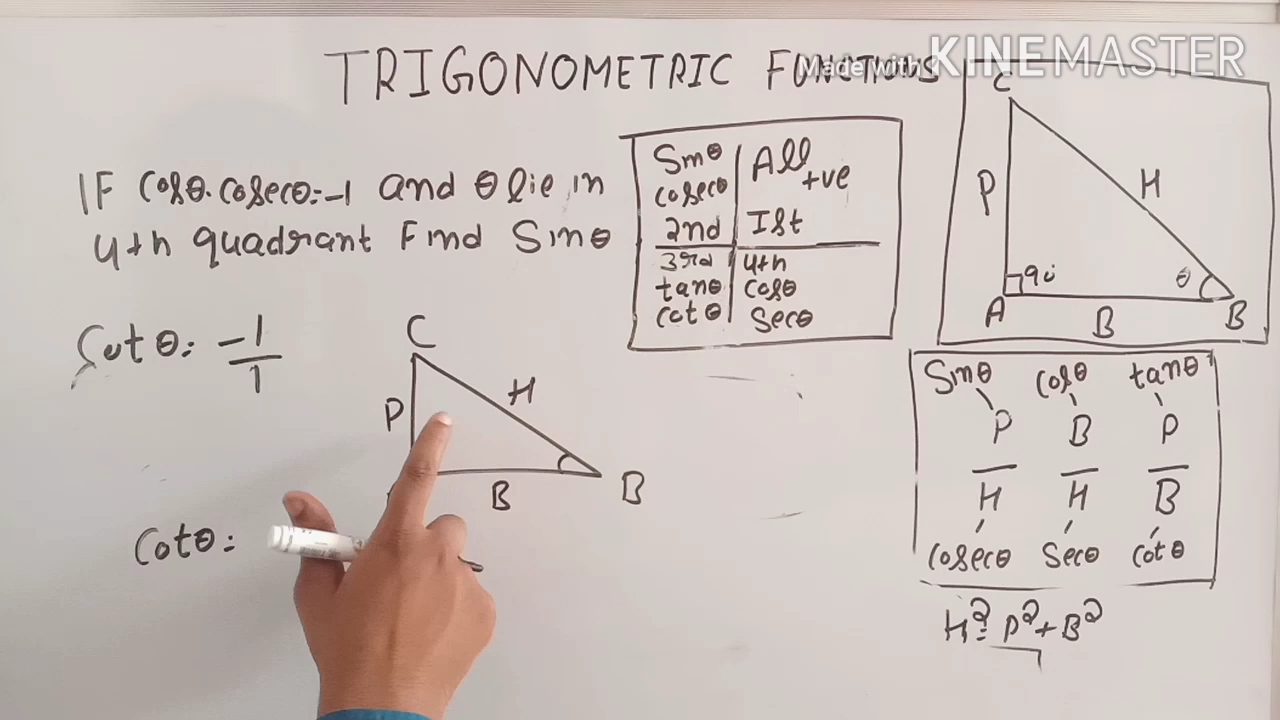 TRIGONOMETRIC FUNCTIONS
Made with KINEMASTER
IF Cosθ.Cosecθ=-1 and θ lie in
4th quadrant Find Sinθ
Sinθ All
Cosecθ +ve
2nd Ist
3rd 4th
tanθ Cosθ
Cotθ Secθ
C
P H
90° θ
A B B
Cotθ= -1
1
C
P H
B B
Cotθ=
Sinθ Cosθ tanθ
P B P
H H B
Cosecθ Secθ Cotθ
H²=P²+B²